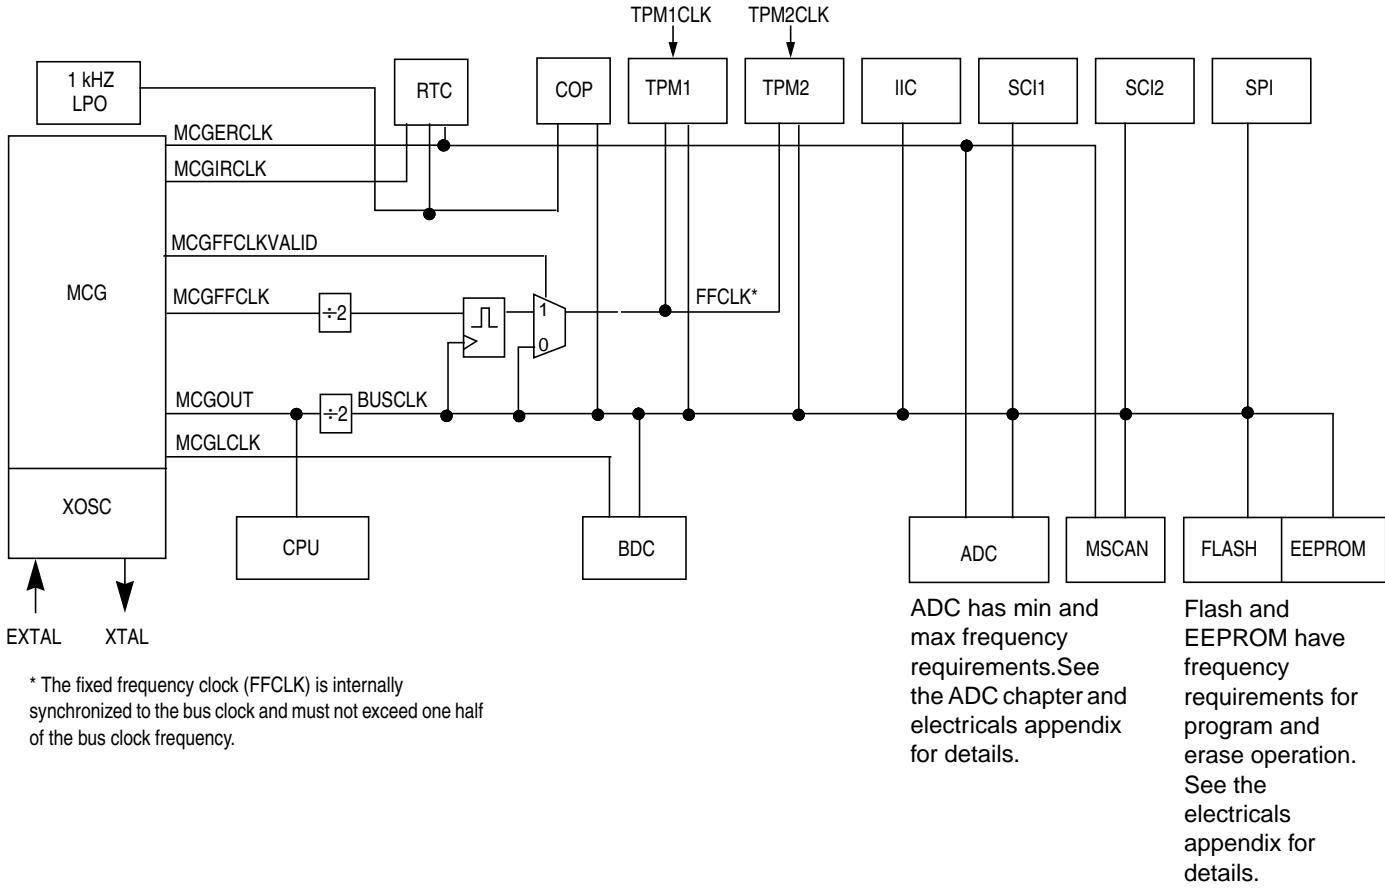 TPM1CLK
TPM2CLK
1 kHZ
LPO
RTC
COP
TPM1
TPM2
IIC
SCI1
SCI2
SPI
MCGERCLK
MCGIRCLK
MCGFFCLKVALID
MCG
MCGFFCLK
÷2
1
0
FFCLK*
MCGOUT
÷2
BUSCLK
MCGLCLK
XOSC
CPU
BDC
ADC
MSCAN
FLASH
EEPROM
EXTAL
XTAL
* The fixed frequency clock (FFCLK) is internally
synchronized to the bus clock and must not exceed one half
of the bus clock frequency.
ADC has min and
max frequency
requirements.See
the ADC chapter and
electricals appendix
for details.
Flash and
EEPROM have
frequency
requirements for
program and
erase operation.
See the
electricals
appendix for
details.